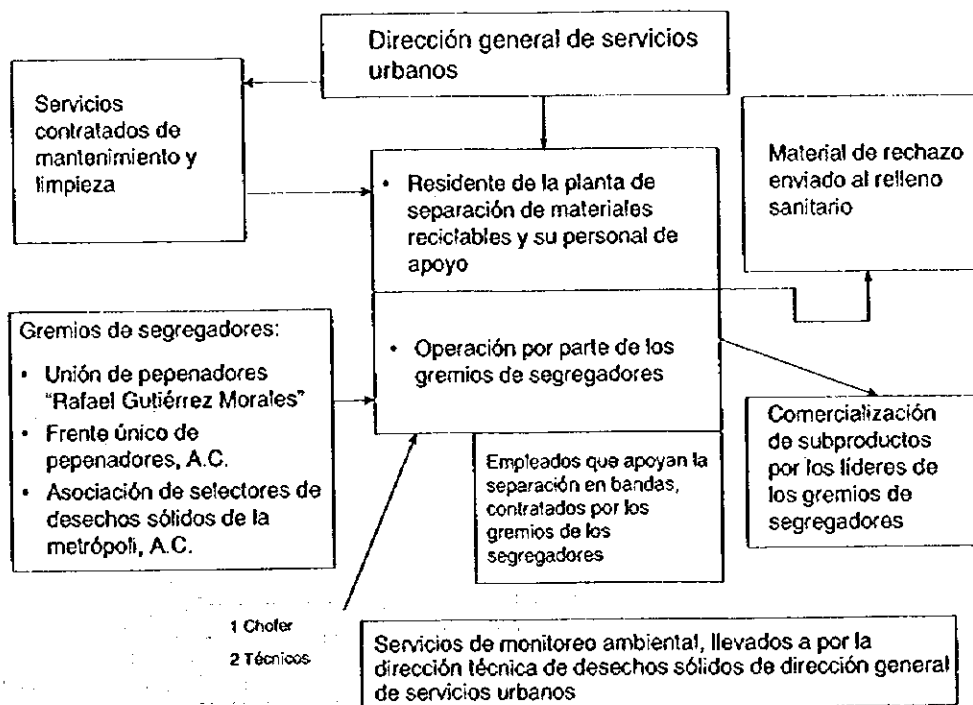 Dirección general de servicios
urbanos
Servicios
contratados de
mantenimiento y
limpieza
• Residente de la planta de
separación de materiales
reciclables y su personal de
apoyo
Material de rechazo
enviado al relleno
sanitario
Gremios de segregadores:
• Unión de pepenadores
"Rafael Gutiérrez Morales"
• Frente único de
pepenadores, A.C.
• Asociación de selectores de
desechos sólidos de la
metrópoli, A.C.
• Operación por parte de los
gremios de segregadores
Empleados que apoyan la
separación en bandas,
contratados por los
gremios de los
segregadores
Comercialización
de subproductos
por los líderes de
los gremios de
segregadores
1 Chofer
2 Técnicos
Servicios de monitoreo ambiental, llevados a por la
dirección técnica de desechos sólidos de dirección general
de servicios urbanos